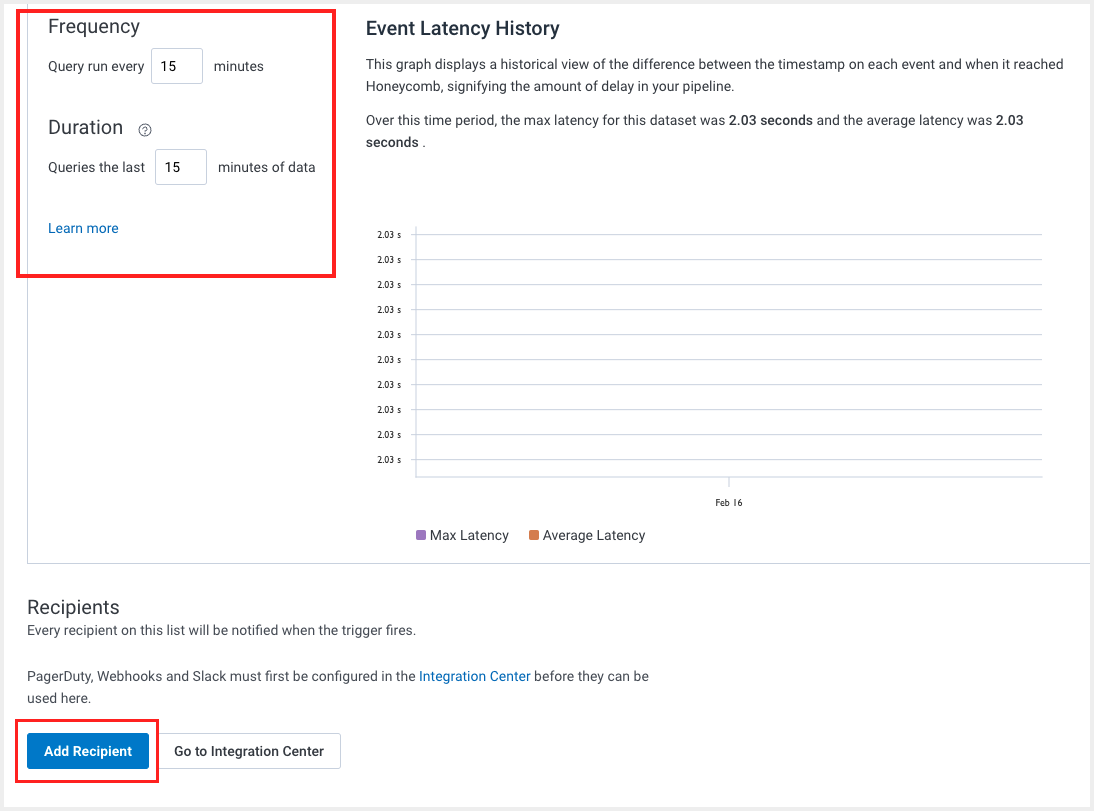 Frequency
Query run every 15 minutes
Duration ?
Queries the last 15 minutes of data
Learn more
Event Latency History
This graph displays a historical view of the difference between the timestamp on each event and when it reached
Honeycomb, signifying the amount of delay in your pipeline.
Over this time period, the max latency for this dataset was 2.03 seconds and the average latency was 2.03
seconds .
2.03 s
2.03 s
2.03 s
2.03 s
2.03 s
2.03 s
2.03 s
2.03 s
2.03 s
2.03 s
Feb 16
Max Latency Average Latency
Recipients
Every recipient on this list will be notified when the trigger fires.
PagerDuty, Webhooks and Slack must first be configured in the Integration Center before they can be
used here.
Add Recipient Go to Integration Center